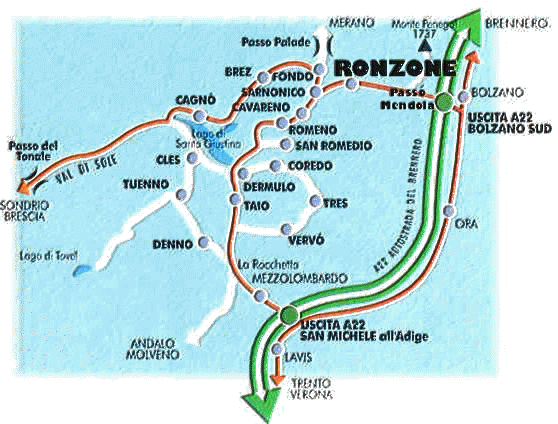 MERANO
Monte Penegal
1737
BRENNERO
Passo Palade
BREZ
FONDO
RONZONE
SARNONICO
Passó
Mendola
BOLZANO
CAGNÓ
CAVARENO
USCITA A22
BOLZANO SUD
ROMENO
Lago di
Santa Giustina
Passo del
Tonale
VAL DI SOLE
CLES
SAN ROMEDIO
COREDO
TUENNO
DERMULO
SONDRIO
BRESCIA
TAIO
TRES
ORA
A22 AUTOSTRADA DEL BRENNERO
DENNO
VERVÓ
Lago di Tovel
La Rocchetta
MEZZOLOMBARDO
USCITA A22
SAN MICHELE all'Adige
ANDALO
MOLVENO
LAVIS
TRENTO
VERONA